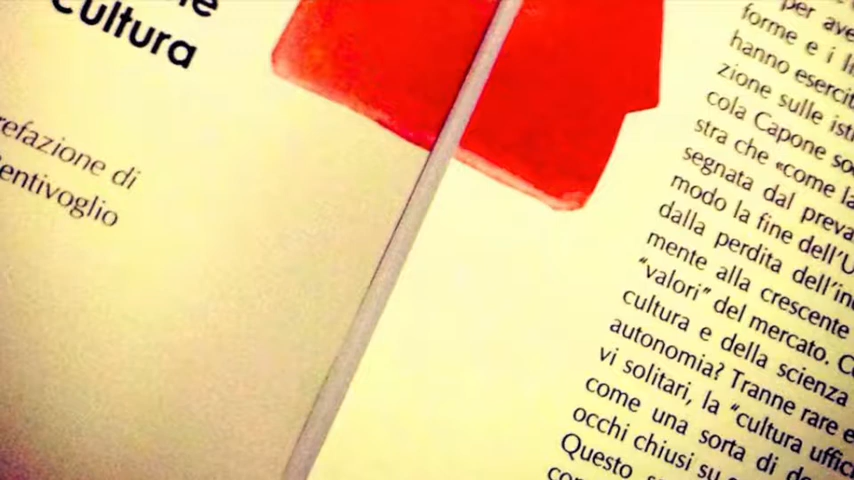 Cultura
refazione di
entivoglio
per ave
forme e i
hanno esercit
zione sulle ist
cola Capone so
stra che «come la
segnata dal preva
modo la fine dell'U
dalla perdita dell'in
mente alla crescente
"valori" del mercato. C
cultura e della scienza
autonomia? Tranne rare e
vi solitari, la "cultura uffic
come una sorta di de
occhi chiusi su
Questo